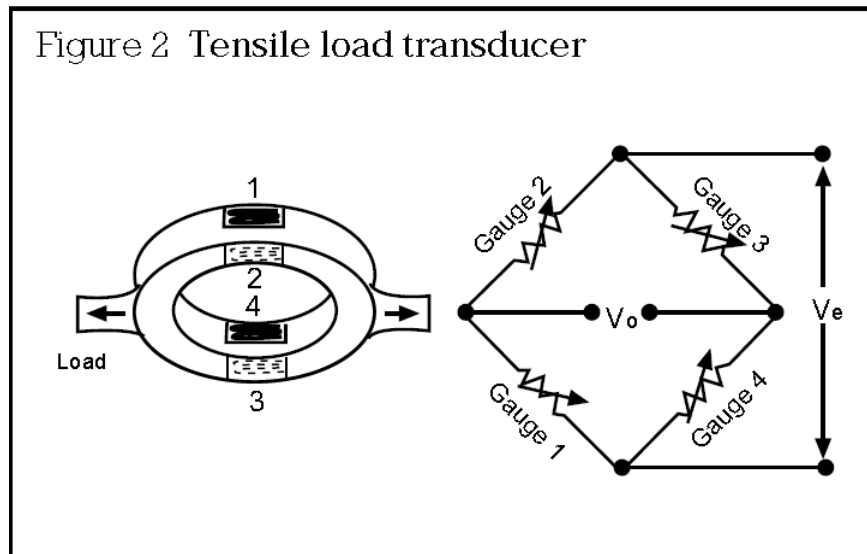 Figure 2 Tensile load transducer
1
2
4
3
Load
Gauge 2
Gauge 3
Vo
Ve
Gauge 1
Gauge 4